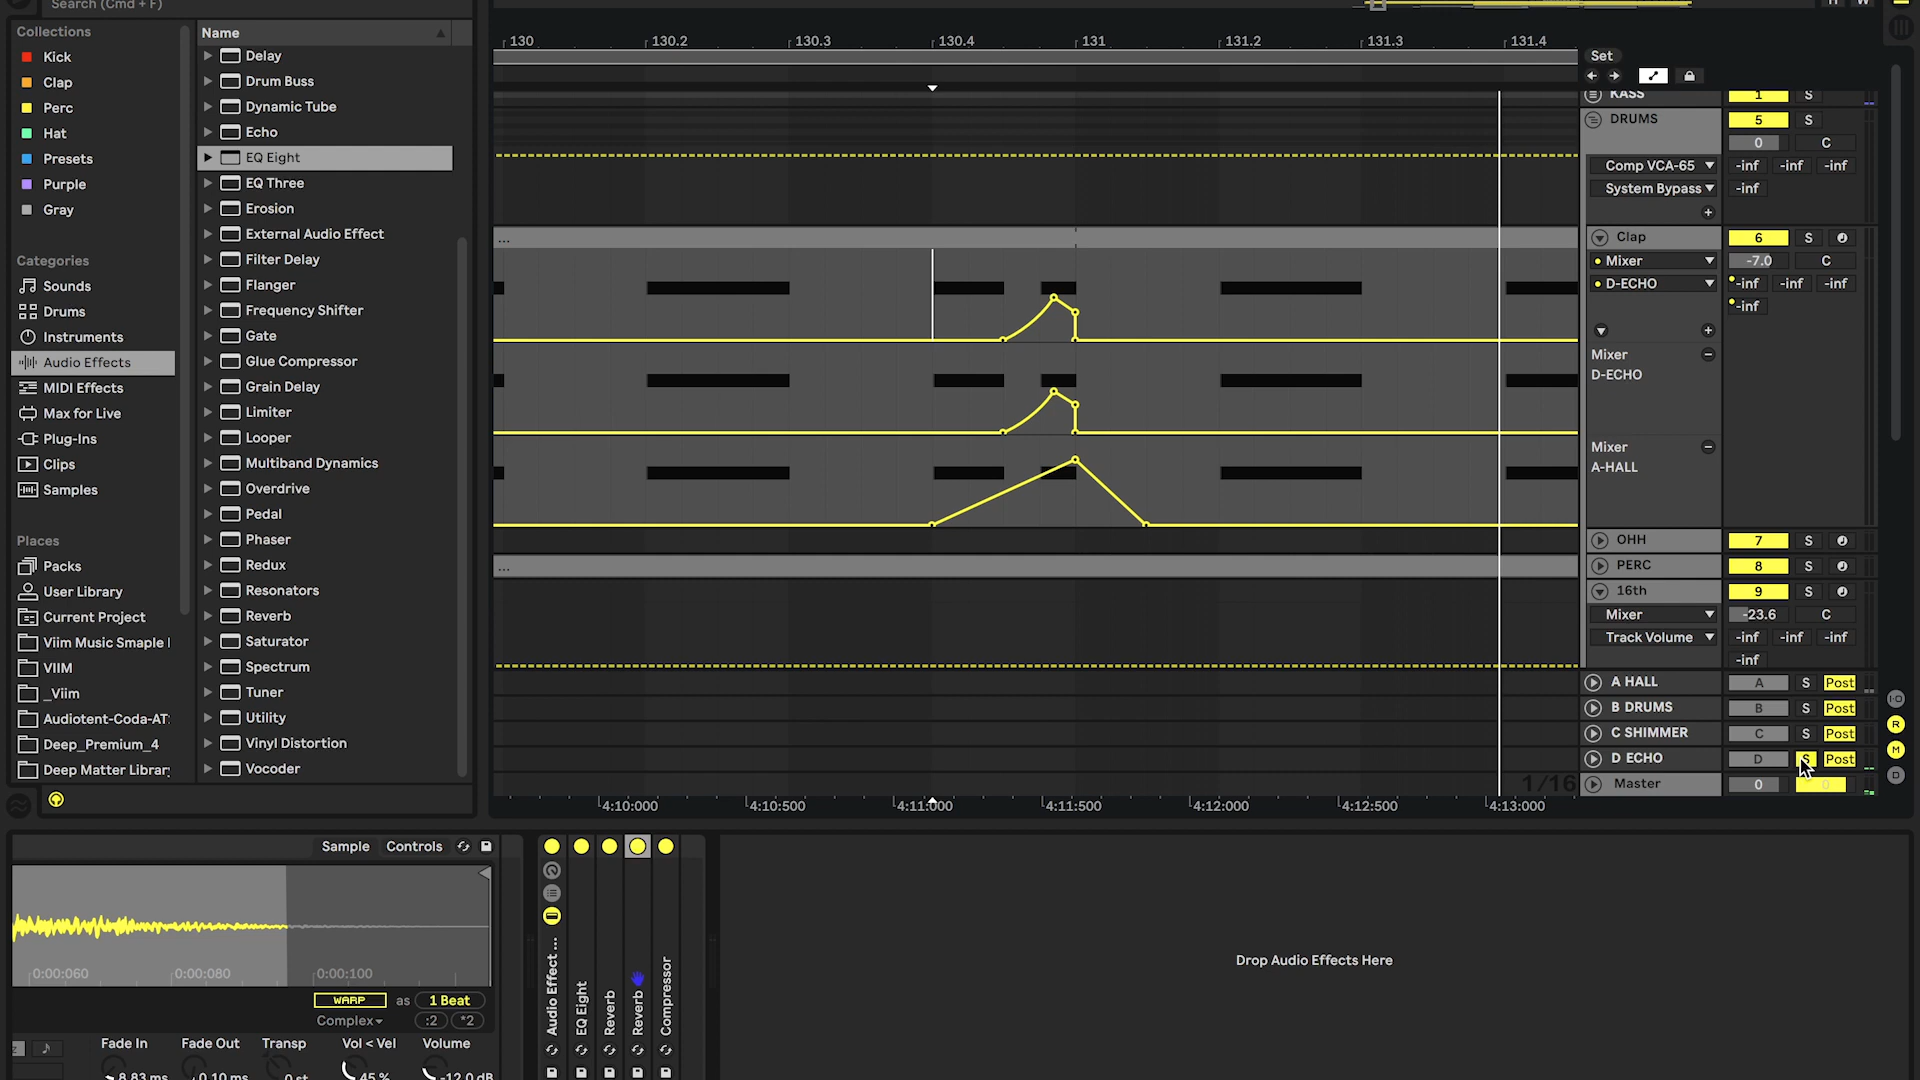 Search (Cmd + F)
Collections
Kick
Clap
Perc
Hat
Presets
Purple
Gray
Categories
Sounds
Drums
Instruments
Audio Effects
MIDI Effects
Max for Live
Plug-Ins
Clips
Samples
Places
Packs
User Library
Current Project
Viim Music Smaple
VIIM
_Viim
Audiotent-Coda-AT
Deep_Premium_4
Deep Matter Library
Name
Delay
Drum Buss
Dynamic Tube
Echo
EQ Eight
EQ Three
Erosion
External Audio Effect
Filter Delay
Flanger
Frequency Shifter
Gate
Glue Compressor
Grain Delay
Limiter
Looper
Multiband Dynamics
Overdrive
Pedal
Phaser
Redux
Resonators
Reverb
Saturator
Spectrum
Tuner
Utility
Vinyl Distortion
Vocoder
130 130.2 130.3 130.4 131 131.2 131.3 131.4
...
...
1/16
4:10:000 4:10:500 4:11:000 4:11:500 4:12:000 4:12:500 4:13:000
H W
Set
KASS 1 S
DRUMS 5 S
0 C
Comp VCA-65 -inf -inf -inf
System Bypass -inf
Clap 6 S
Mixer -7.0 C
D-ECHO -inf -inf -inf
-inf
Mixer
D-ECHO
Mixer
A-HALL
OHH 7 S
PERC 8 S
16th 9 S
Mixer -23.6 C
Track Volume -inf -inf -inf
-inf
A HALL A S Post
B DRUMS B S Post
C SHIMMER C S Post
D ECHO D S Post
Master 0 0
I·O
R
M
D
Sample Controls
0:00:060 0:00:080 0:00:100
WARP as 1 Beat
Complex :2 *2
Fade In Fade Out Transp Vol < Vel Volume
8.83 ms 0.10 ms 0 st 45 % -12.0 dB
Audio Effect ...
EQ Eight
Reverb
Reverb
Compressor
Drop Audio Effects Here